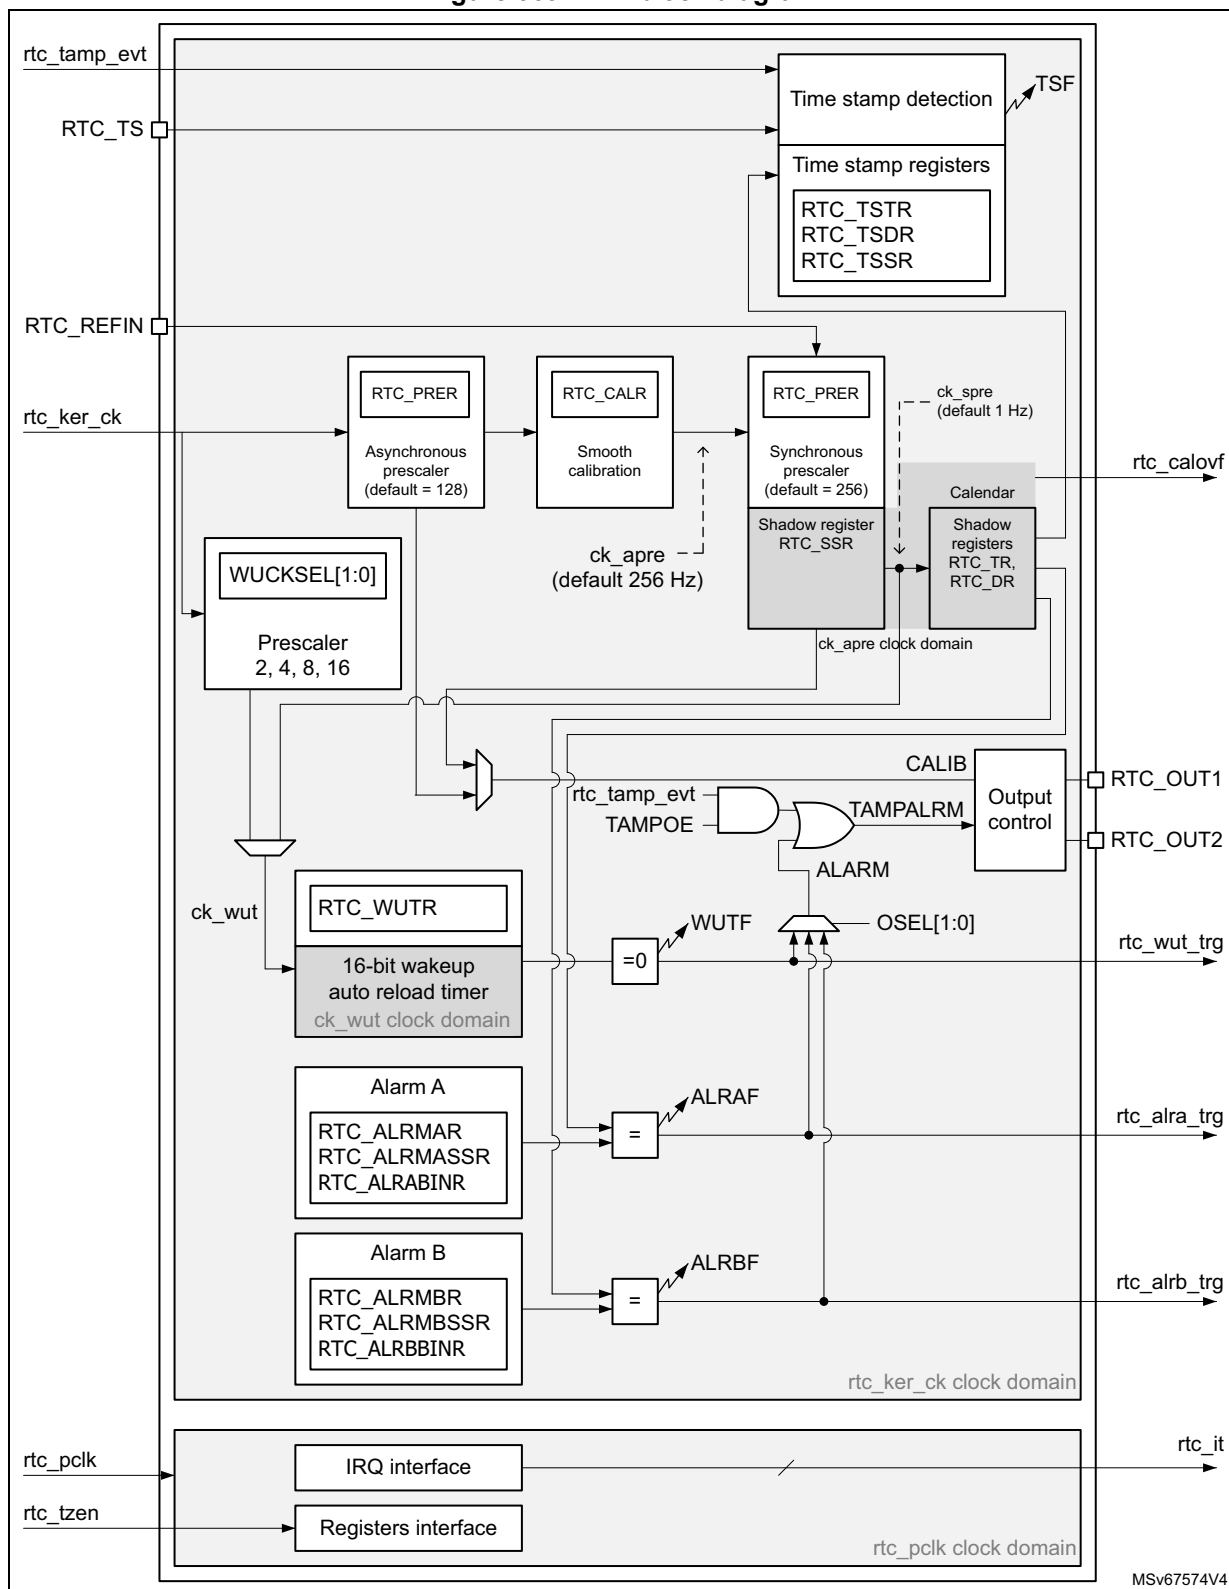 rtc_tamp_evt
Time stamp detection
TSF
RTC_TS
Time stamp registers
RTC_TSTR
RTC_TSDR
RTC_TSSR
RTC_REFIN
RTC_PRER
RTC_CALR
RTC_PRER
ck_spre
(default 1 Hz)
rtc_ker_ck
Asynchronous
prescaler
(default = 128)
Smooth
calibration
Synchronous
prescaler
(default = 256)
rtc_calovf
Calendar
Shadow register
RTC_SSR
Shadow
registers
RTC_TR,
RTC_DR
ck_apre
(default 256 Hz)
WUCKSEL[1:0]
Prescaler
2, 4, 8, 16
ck_apre clock domain
CALIB
RTC_OUT1
rtc_tamp_evt
TAMPOE
TAMPALRM
Output
control
RTC_OUT2
ALARM
ck_wut
RTC_WUTR
WUTF
OSEL[1:0]
rtc_wut_trg
=0
16-bit wakeup
auto reload timer
ck_wut clock domain
Alarm A
RTC_ALRMAR
RTC_ALRMASSR
RTC_ALRABINR
=
ALRAF
rtc_alra_trg
Alarm B
RTC_ALRMBR
RTC_ALRMBSSR
RTC_ALRBBINR
=
ALRBF
rtc_alrb_trg
rtc_ker_ck clock domain
rtc_pclk
IRQ interface
rtc_it
rtc_tzen
Registers interface
rtc_pclk clock domain
MSv67574V4